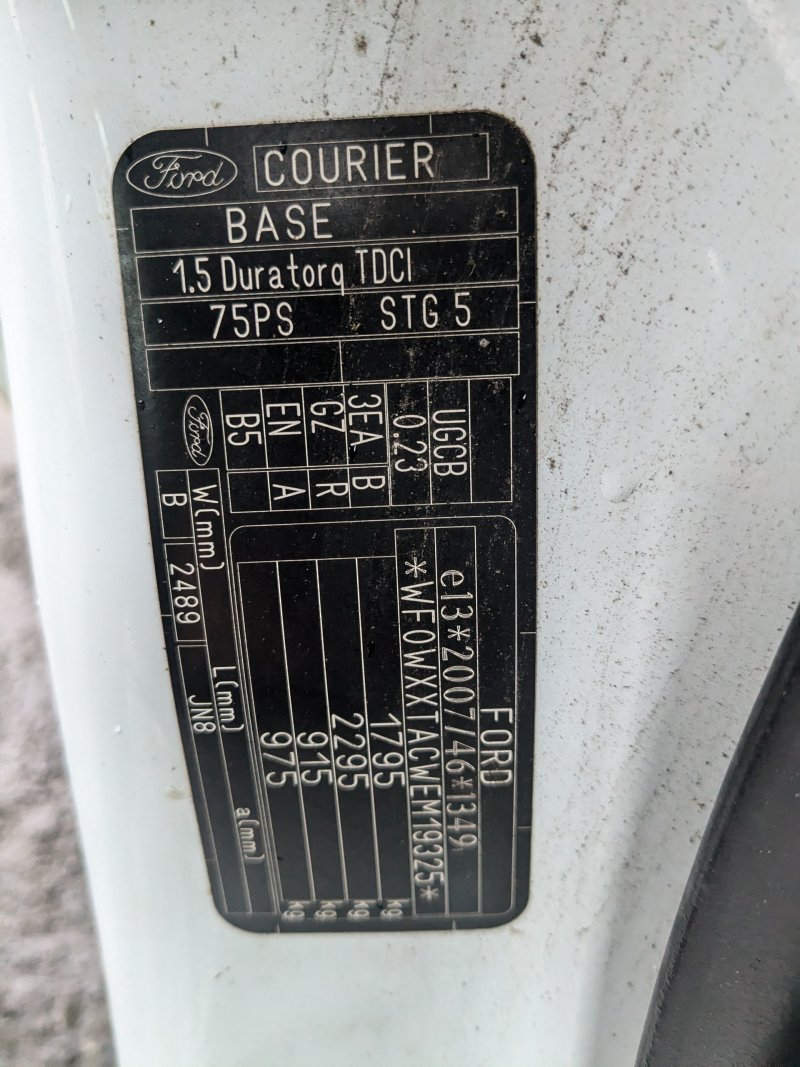 Ford COURIER
BASE
1.5 Duratorq TDCI
75PS STG 5
UGCB
0.23
3EA B
GZ R
EN A
B5
Ford
FORD
e13*2007/46*1349
*WF0WXXTACWEM19325*
1795 kg
2295 kg
915 kg
975 kg
W(mm) L(mm) a(mm)
B 2489 JN8